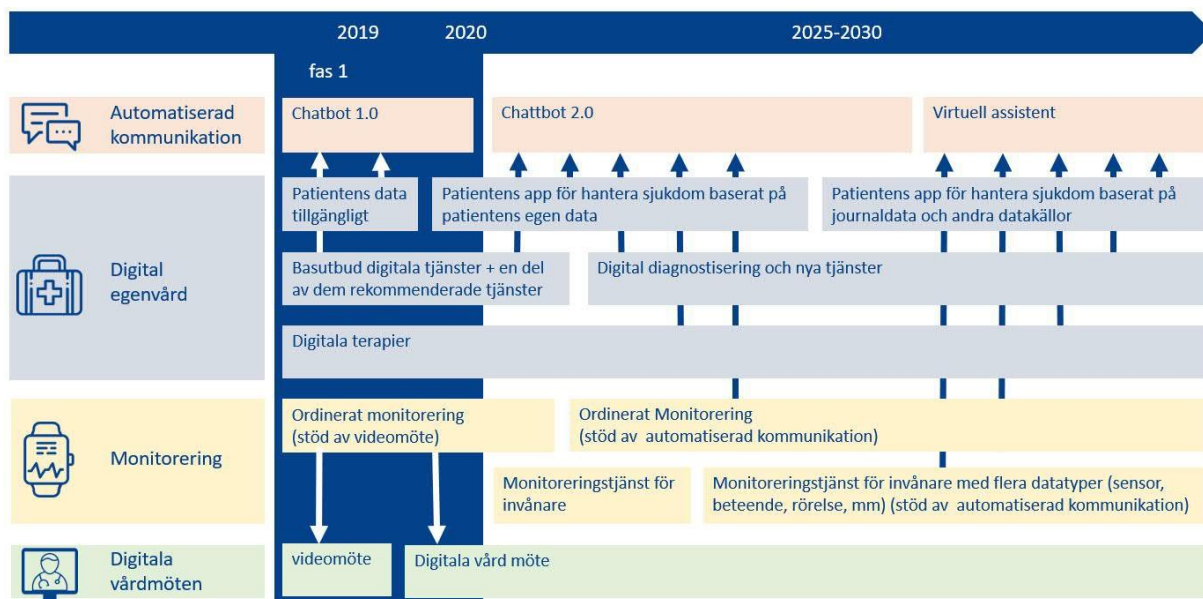 2019
2020
2025-2030
fas 1
Automatiserad
kommunikation
Chatbot 1.0
Chattbot 2.0
Virtuell assistent
Digital
egenvård
Patientens data
tillgängligt
Patientens app för hantera sjukdom baserat på
patientens egen data
Patientens app för hantera sjukdom baserat på
journaldata och andra datakällor
Basutbud digitala tjänster + en del
av dem rekommenderade tjänster
Digital diagnostisering och nya tjänster
Digitala terapier
Monitorering
Ordinerat monitorering
(stöd av videomöte)
Ordinerat Monitorering
(stöd av automatiserad kommunikation)
Monitoreringstjänst för
invånare
Monitoreringstjänst för invånare med flera datatyper (sensor,
beteende, rörelse, mm) (stöd av automatiserad kommunikation)
Digitala
vårdmöten
videomöte
Digitala vård möte